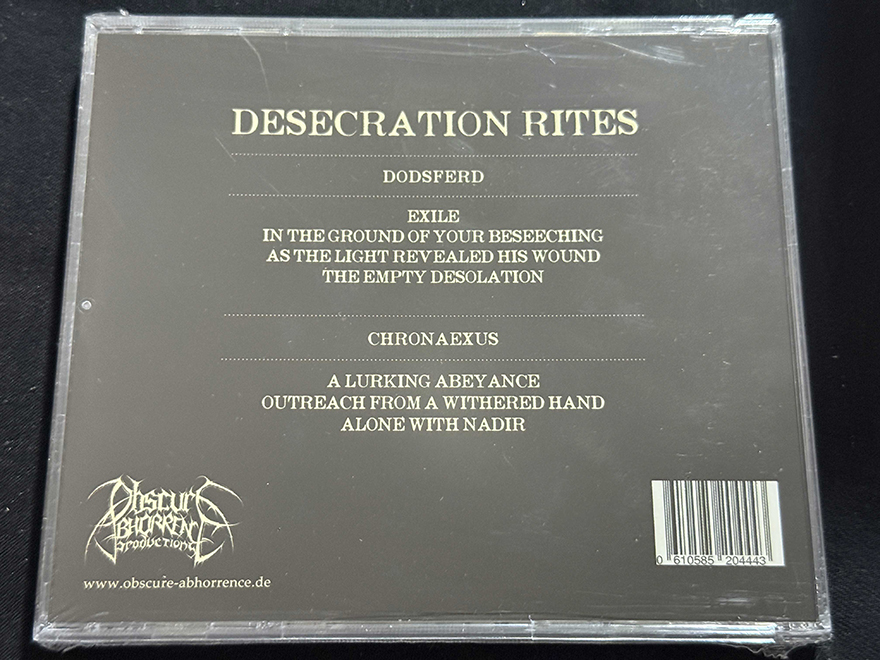 DESECRATION RITES
DODSFERD
EXILE
IN THE GROUND OF YOUR BESEECHING
AS THE LIGHT REVEALED HIS WOUND
THE EMPTY DESOLATION
CHRONAEXUS
A LURKING ABEYANCE
OUTREACH FROM A WITHERED HAND
ALONE WITH NADIR
Obscure
Abhorrence
Productions
www.obscure-abhorrence.de
0 610585 204443